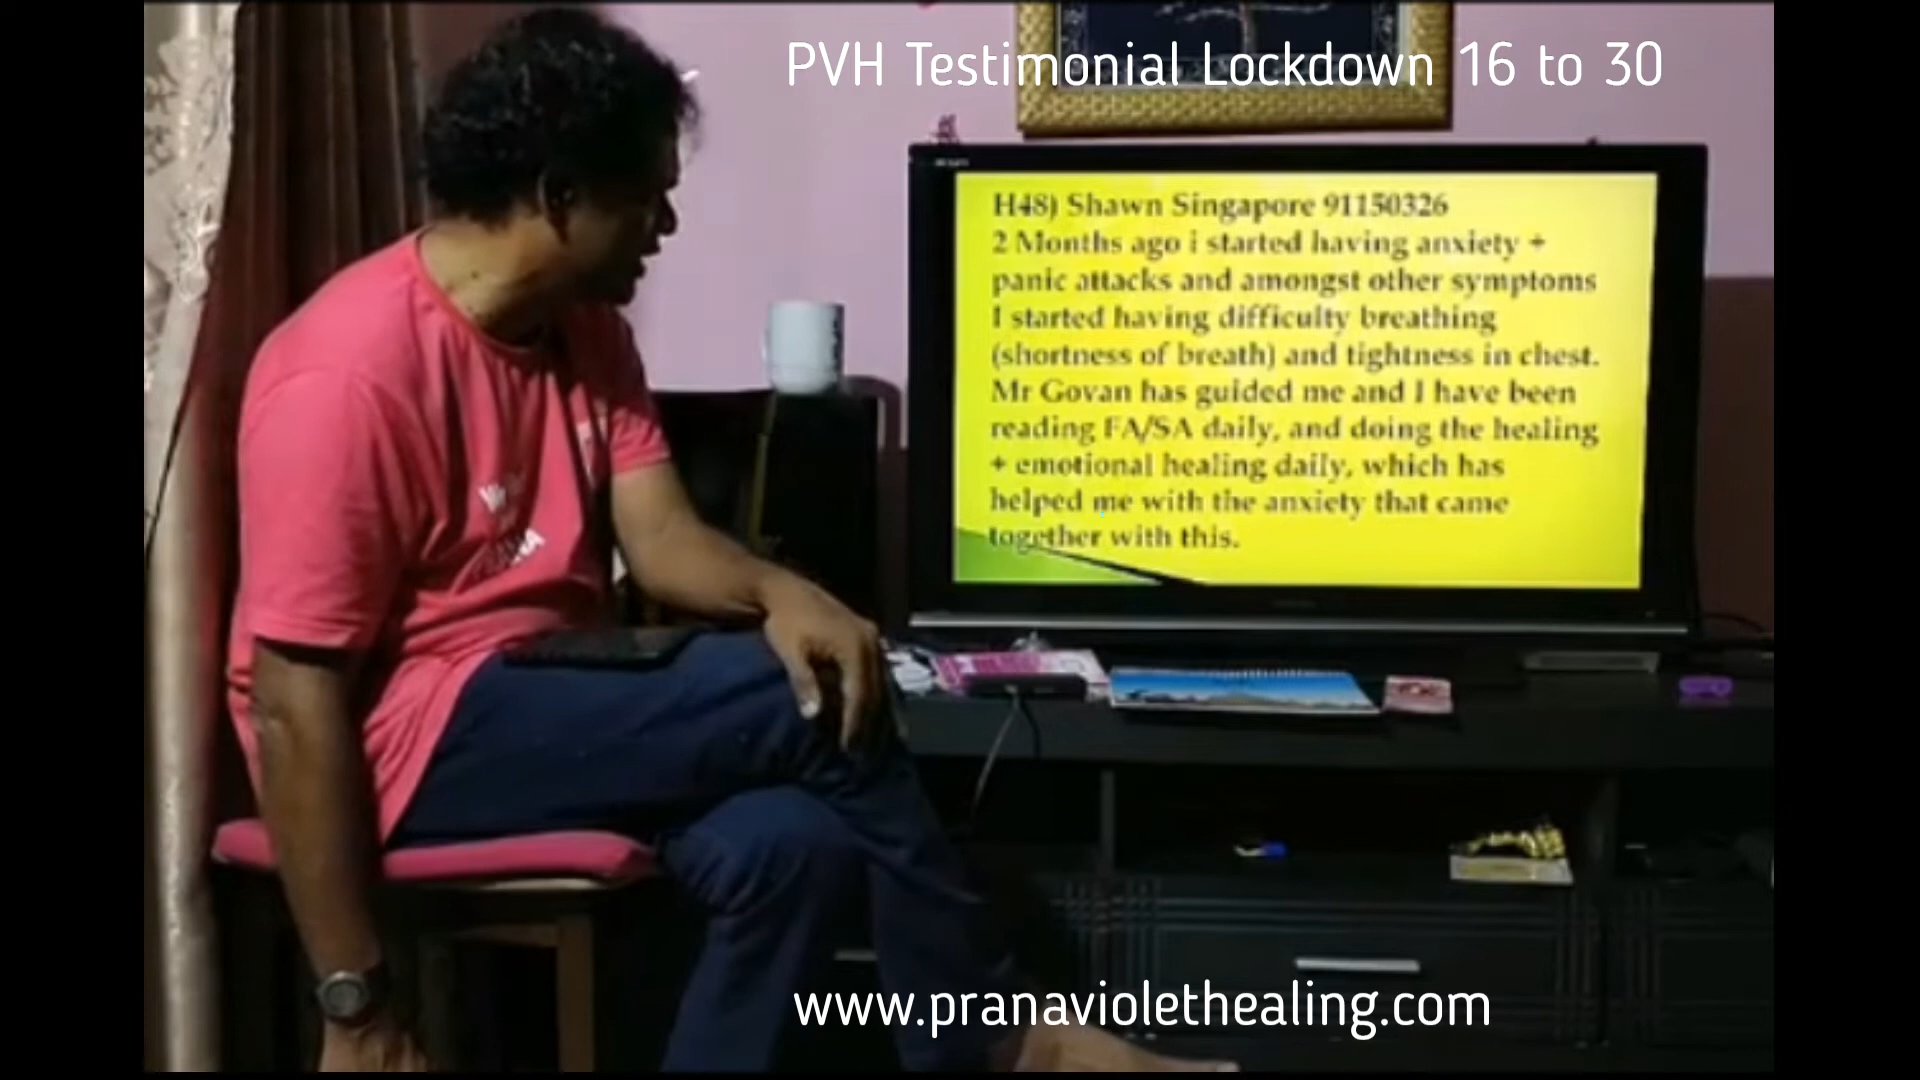 PVH Testimonial Lockdown 16 to 30
H48) Shawn Singapore 91150326
2 Months ago i started having anxiety +
panic attacks and amongst other symptoms
I started having difficulty breathing
(shortness of breath) and tightness in chest.
Mr Govan has guided me and I have been
reading FA/SA daily, and doing the healing
+ emotional healing daily, which has
helped me with the anxiety that came
together with this.
www.pranaviolethealing.com